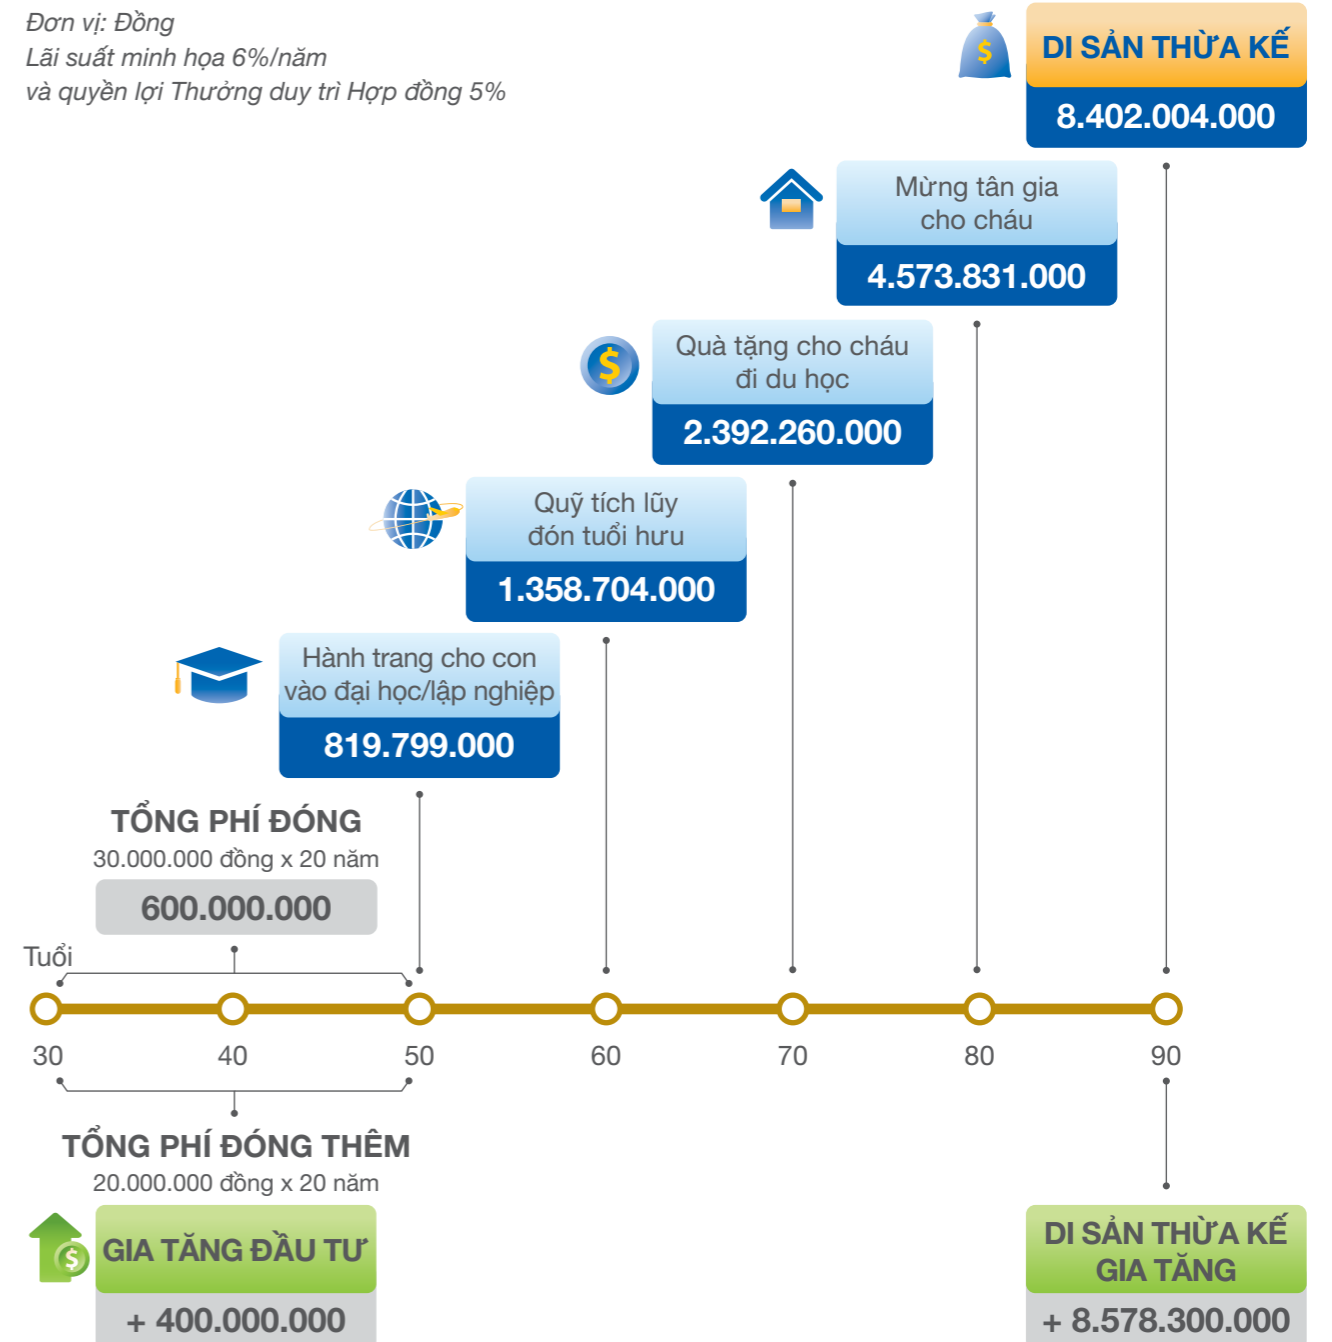 Đơn vị: Đồng
Lãi suất minh họa 6%/năm
và quyền lợi Thưởng duy trì Hợp đồng 5%
DI SẢN THỪA KẾ
8.402.004.000
Mừng tân gia
cho cháu
4.573.831.000
Quà tặng cho cháu
đi du học
2.392.260.000
Quỹ tích lũy
đón tuổi hưu
1.358.704.000
Hành trang cho con
vào đại học/lập nghiệp
819.799.000
TỔNG PHÍ ĐÓNG
30.000.000 đồng x 20 năm
600.000.000
Tuổi
30 40 50 60 70 80 90
TỔNG PHÍ ĐÓNG THÊM
20.000.000 đồng x 20 năm
GIA TĂNG ĐẦU TƯ
+ 400.000.000
DI SẢN THỪA KẾ
GIA TĂNG
+ 8.578.300.000